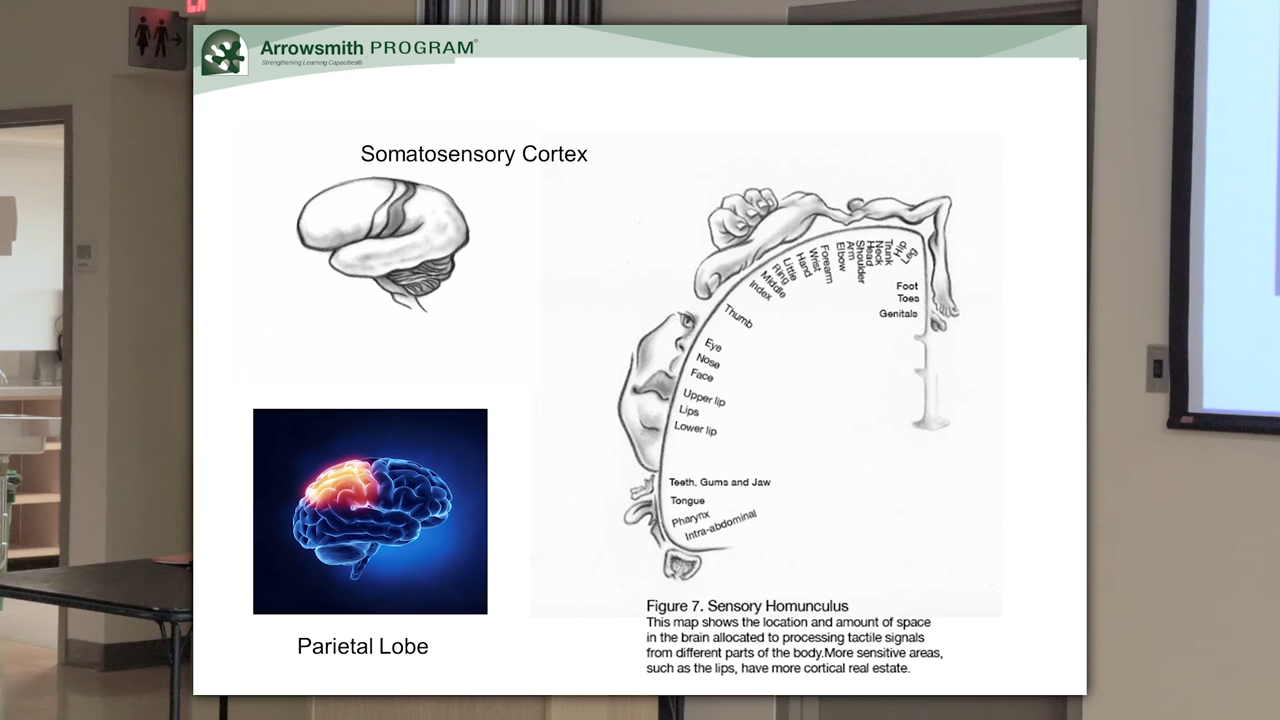 Arrowsmith PROGRAM®
Strengthening Learning Capacities®
Somatosensory Cortex
Leg
Hip
Trunk
Neck
Head
Shoulder
Arm
Elbow
Forearm
Wrist
Hand
Little
Ring
Middle
Index
Thumb
Foot
Toes
Genitals
Eye
Nose
Face
Upper lip
Lips
Lower lip
Teeth, Gums and Jaw
Tongue
Pharynx
Intra-abdominal
Parietal Lobe
Figure 7. Sensory Homunculus
This map shows the location and amount of space
in the brain allocated to processing tactile signals
from different parts of the body.More sensitive areas,
such as the lips, have more cortical real estate.